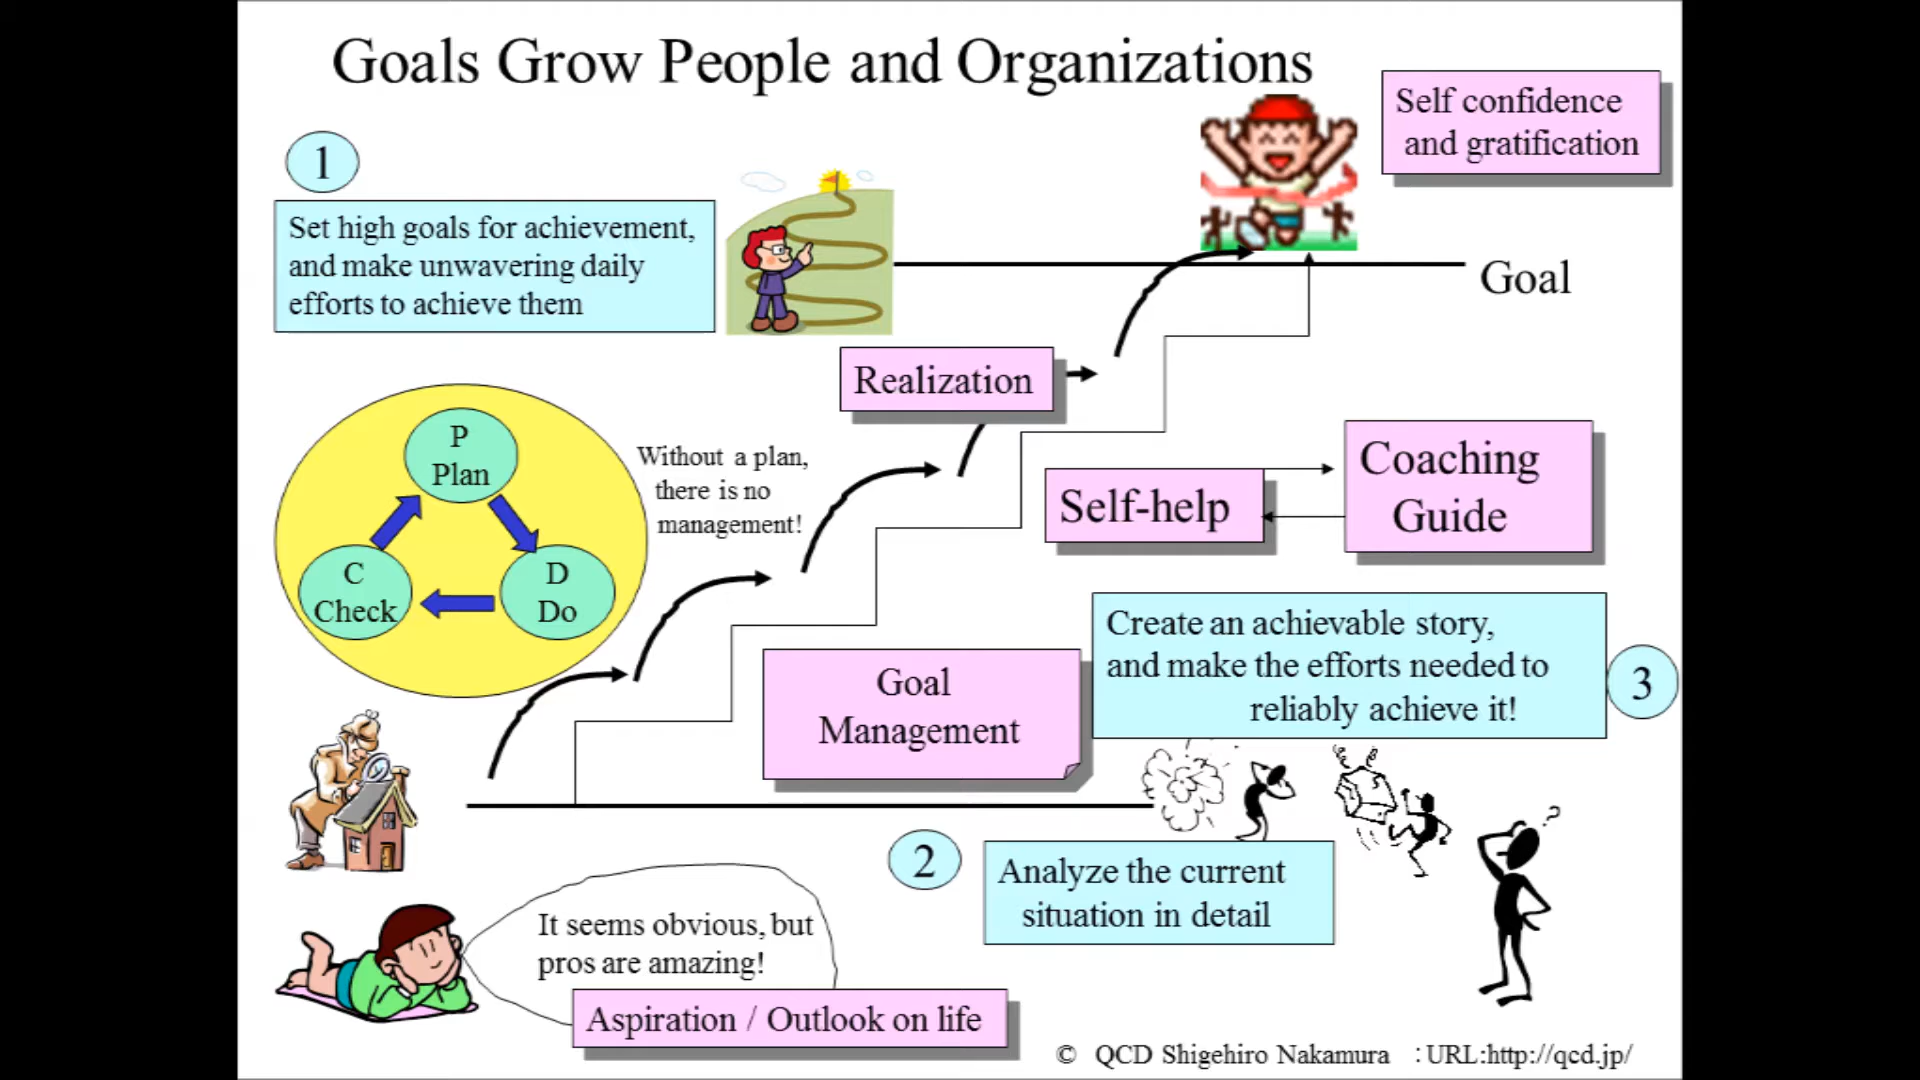 Goals Grow People and Organizations
Self confidence
and gratification
1
Set high goals for achievement,
and make unwavering daily
efforts to achieve them
Goal
Realization
P
Plan
C
Check
D
Do
Without a plan,
there is no
management!
Self-help
Coaching
Guide
Goal
Management
Create an achievable story,
and make the efforts needed to
reliably achieve it!
3
2
Analyze the current
situation in detail
?
It seems obvious, but
pros are amazing!
Aspiration / Outlook on life
© QCD Shigehiro Nakamura :URL:http://qcd.jp/